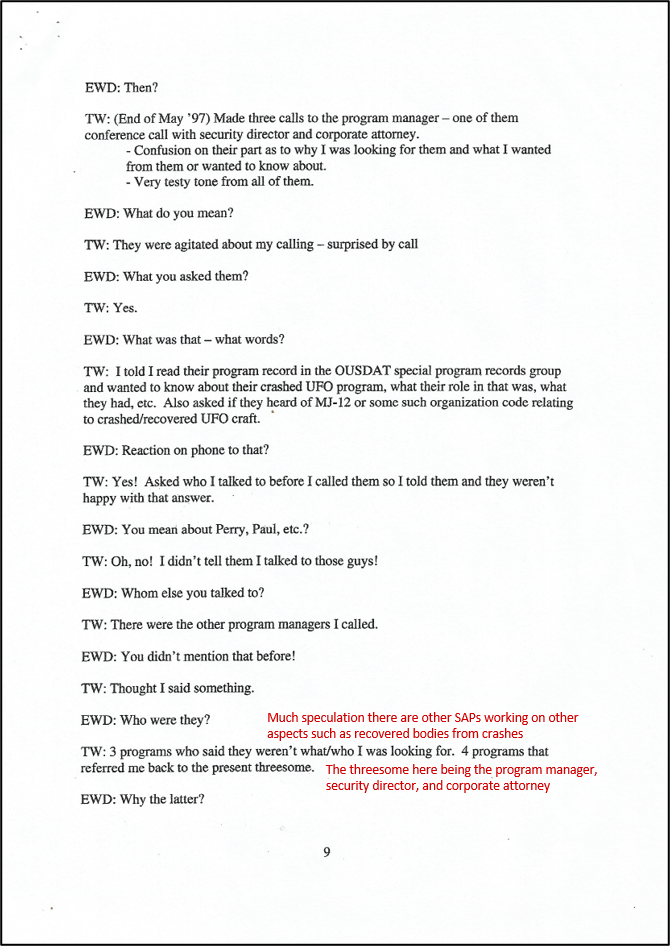 EWD: Then?
TW: (End of May '97) Made three calls to the program manager – one of them
conference call with security director and corporate attorney.
- Confusion on their part as to why I was looking for them and what I wanted
from them or wanted to know about.
- Very testy tone from all of them.
EWD: What do you mean?
TW: They were agitated about my calling – surprised by call
EWD: What you asked them?
TW: Yes.
EWD: What was that – what words?
TW: I told I read their program record in the OUSDAT special program records group
and wanted to know about their crashed UFO program, what their role in that was, what
they had, etc. Also asked if they heard of MJ-12 or some such organization code relating
to crashed/recovered UFO craft.
EWD: Reaction on phone to that?
TW: Yes! Asked who I talked to before I called them so I told them and they weren't
happy with that answer.
EWD: You mean about Perry, Paul, etc.?
TW: Oh, no! I didn't tell them I talked to those guys!
EWD: Whom else you talked to?
TW: There were the other program managers I called.
EWD: You didn't mention that before!
TW: Thought I said something.
EWD: Who were they?
Much speculation there are other SAPs working on other
aspects such as recovered bodies from crashes
TW: 3 programs who said they weren't what/who I was looking for. 4 programs that
referred me back to the present threesome.
The threesome here being the program manager,
security director, and corporate attorney
EWD: Why the latter?
9